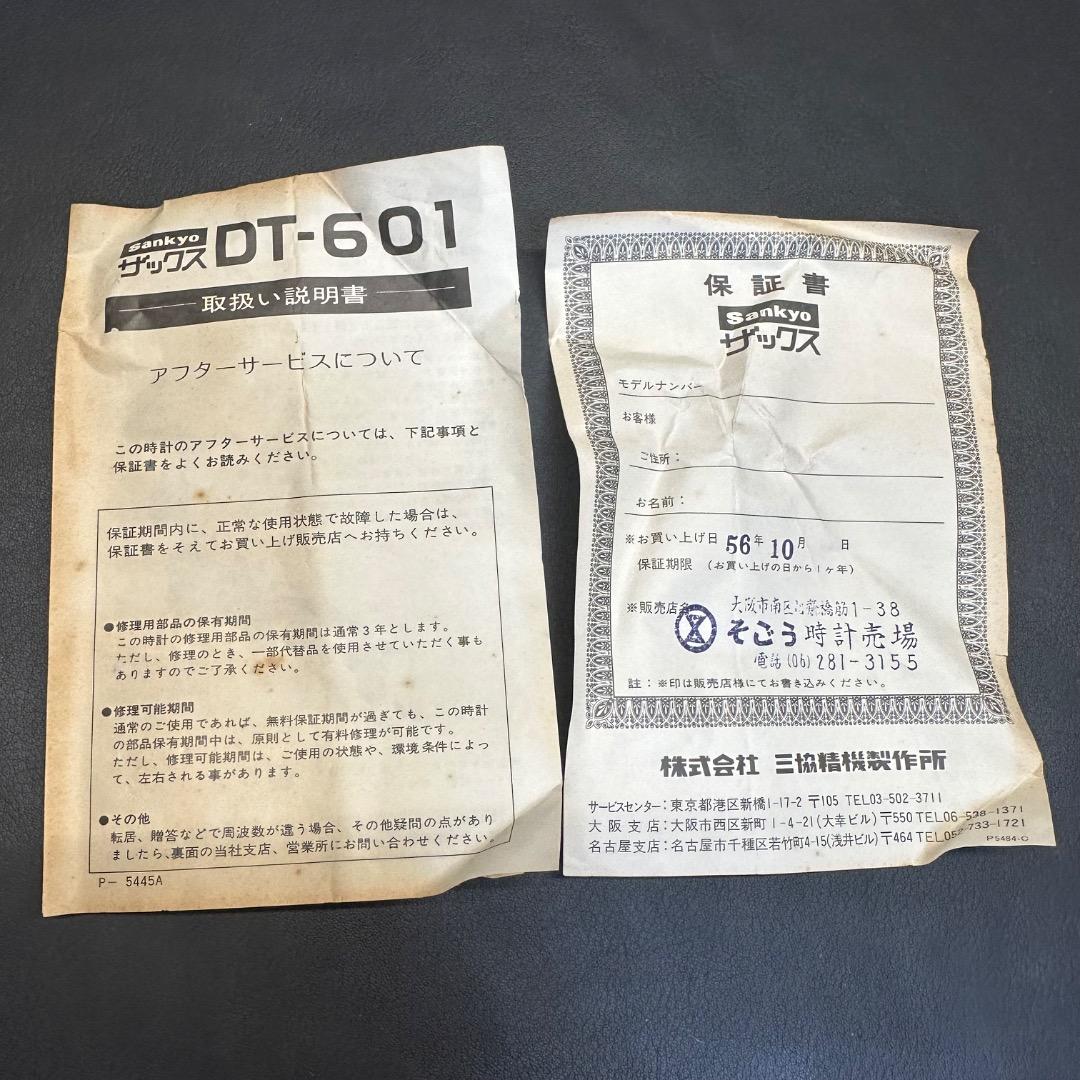 Sankyo
ザックス DT-601
取扱い説明書
アフターサービスについて
この時計のアフターサービスについては、下記事項と
保証書をよくお読みください。
保証期間内に、正常な使用状態で故障した場合は、
保証書をそえてお買い上げ販売店へお持ちください。
●修理用部品の保有期間
この時計の修理用部品の保有期間は通常3年とします。
ただし、修理のとき、一部代替品を使用させていただく事も
ありますのでご了承ください。
●修理可能期間
通常のご使用であれば、無料保証期間が過ぎても、この時計
の部品保有期間中は、原則として有料修理が可能です。
ただし、修理可能期間は、ご使用の状態や、環境条件によっ
て、左右される事があります。
●その他
転居、贈答などで周波数が違う場合、その他疑問の点があり
ましたら、裏面の当社支店、営業所にお問い合わせください。
P- 5445A
保証書
Sankyo
ザックス
モデルナンバー
お客様
ご住所:
お名前:
※お買い上げ日 56年 10月 日
保証期限 (お買い上げの日から1ヶ年)
大阪市南区心斎橋筋1-38
※販売店名
そごう時計売場
電話(06)281-3155
註:※印は販売店様にてお書き込みください。
株式会社 三協精機製作所
サービスセンター:東京都港区新橋1-17-2 〒105 TEL03-502-3711
大阪支店:大阪市西区新町1-4-21(大幸ビル)〒550 TEL06-538-1371
名古屋支店:名古屋市千種区若竹町4-15(浅井ビル)〒464 TEL052-733-1721
P5484-C